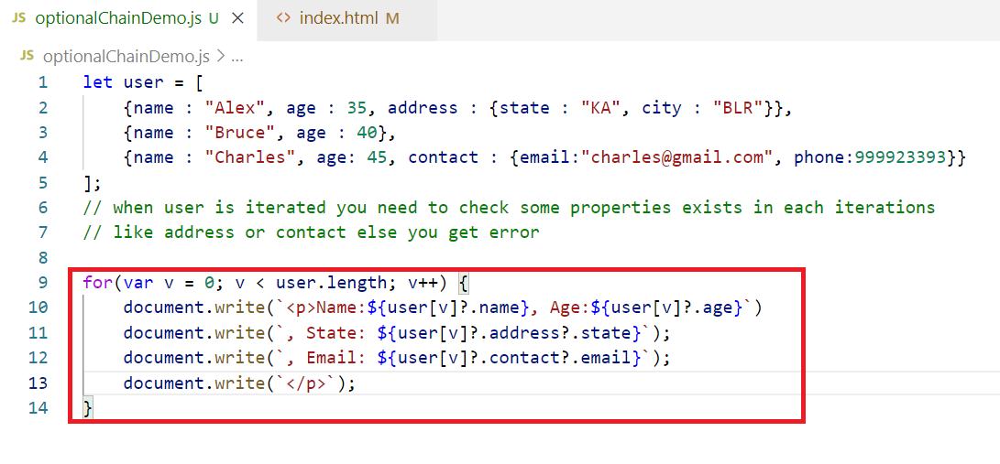 JS optionalChainDemo.js U × <> index.html M
JS optionalChainDemo.js > ...
1 let user = [
2 {name : "Alex", age : 35, address : {state : "KA", city : "BLR"}},
3 {name : "Bruce", age : 40},
4 {name : "Charles", age: 45, contact : {email:"charles@gmail.com", phone:999923393}}
5 ];
6 // when user is iterated you need to check some properties exists in each iterations
7 // like address or contact else you get error
8
9 for(var v = 0; v < user.length; v++) {
10 document.write(`<p>Name:${user[v]?.name}, Age:${user[v]?.age}`)
11 document.write(`, State: ${user[v]?.address?.state}`);
12 document.write(`, Email: ${user[v]?.contact?.email}`);
13 document.write(`</p>`);
14 }